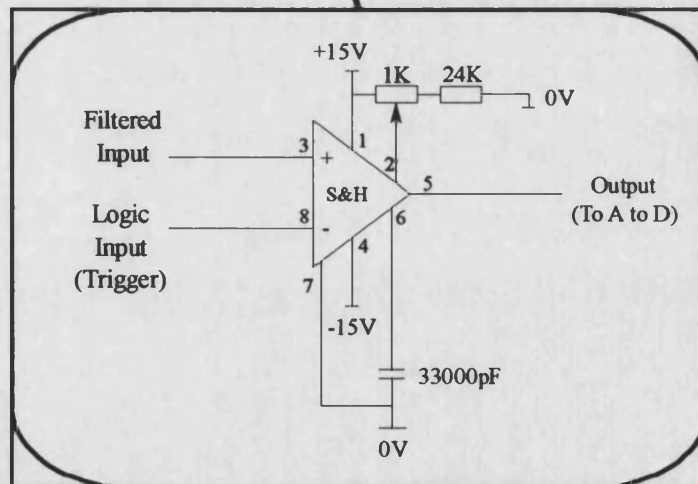 +15V
1K 24K
0V
Filtered
Input
3 + 1
2
S&H
5
Output
(To A to D)
Logic
Input
(Trigger)
8 - 6
4
7
-15V
33000pF
0V